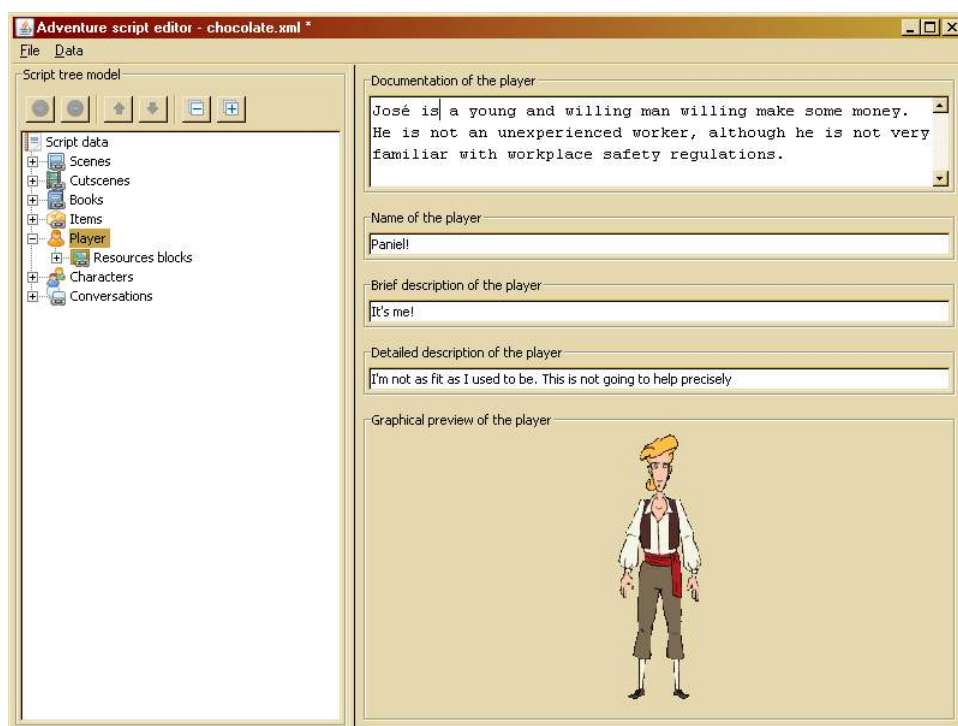 Adventure script editor - chocolate.xml *
File Data
Script tree model
Script data
Scenes
Cutscenes
Books
Items
Player
Resources blocks
Characters
Conversations
Documentation of the player
José is a young and willing man willing make some money.
He is not an unexperienced worker, although he is not very
familiar with workplace safety regulations.
Name of the player
Paniel!
Brief description of the player
It's me!
Detailed description of the player
I'm not as fit as I used to be. This is not going to help precisely
Graphical preview of the player